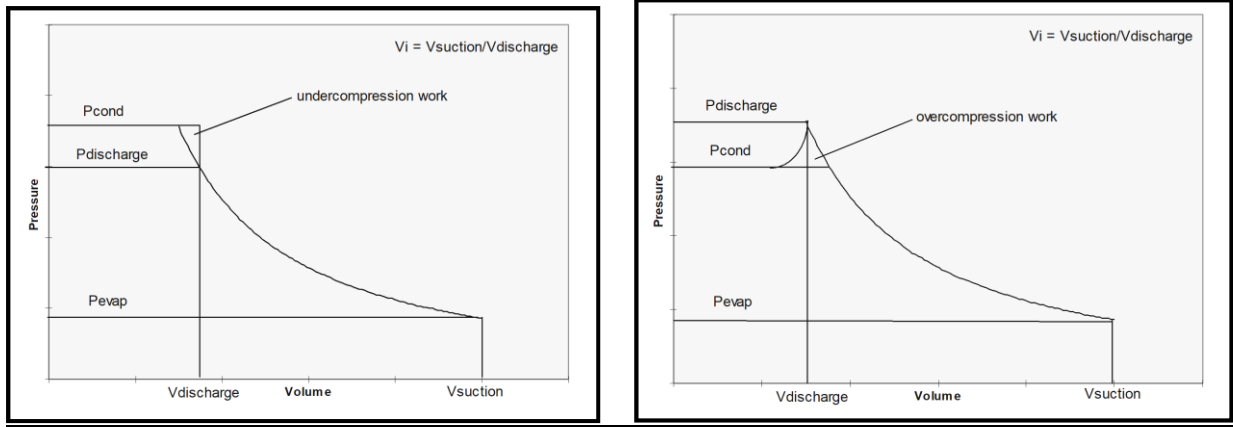 Vi = Vsuction/Vdischarge
undercompression work
Pcond
Pdischarge
Pressure
Pevap
Vdischarge
Volume
Vsuction
Vi = Vsuction/Vdischarge
Pdischarge
overcompression work
Pcond
Pressure
Pevap
Vdischarge
Volume
Vsuction